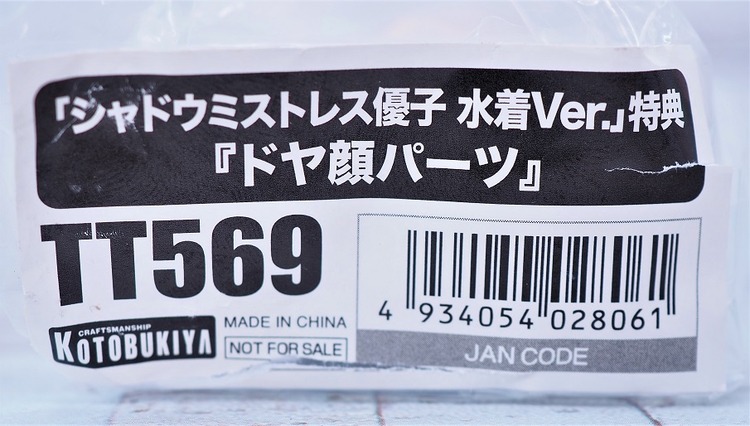 「シャドウミストレス優子 水着Ver.」特典
『ドヤ顔パーツ』
TT569
CRAFTSMANSHIP
KOTOBUKIYA
MADE IN CHINA
NOT FOR SALE
4 934054 028061
JAN CODE